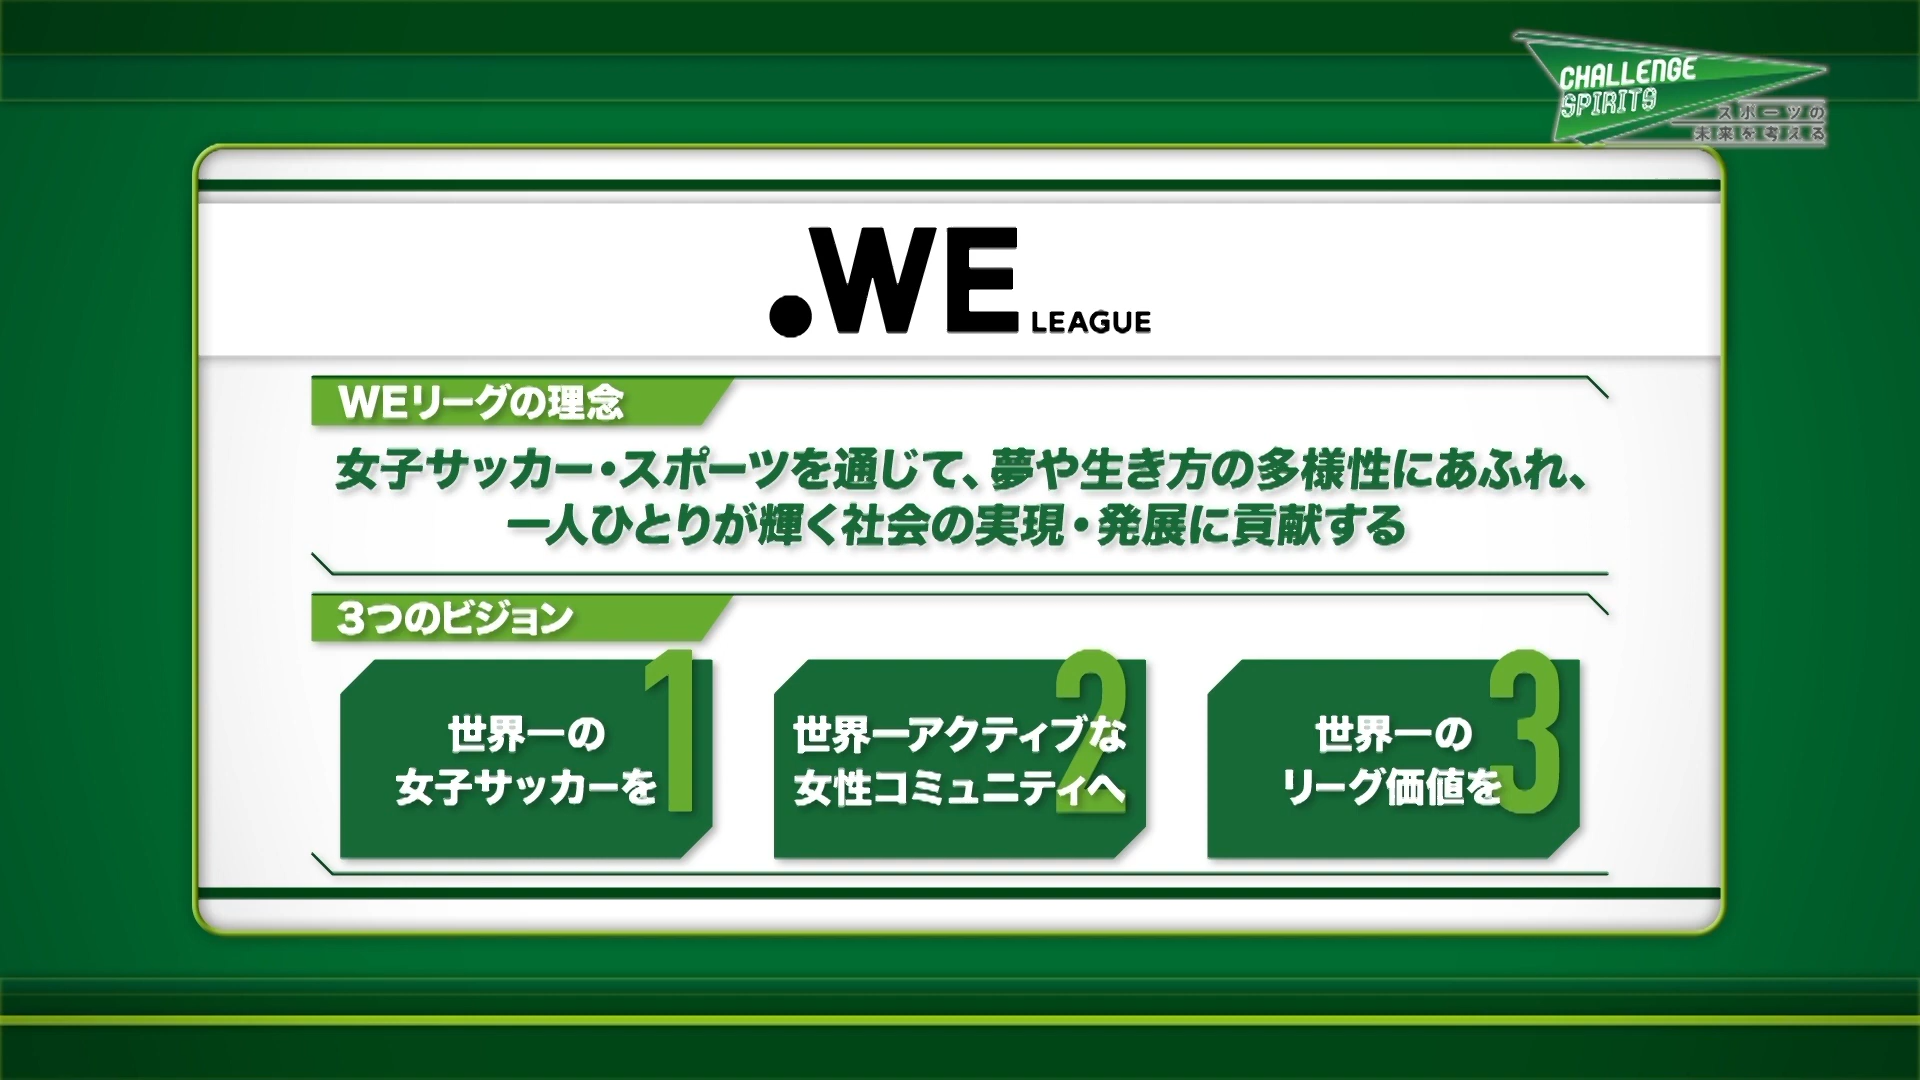 CHALLENGE
SPIRITS
スポーツの
未来を考える
.WE LEAGUE
WEリーグの理念
女子サッカー・スポーツを通じて、夢や生き方の多様性にあふれ、
一人ひとりが輝く社会の実現・発展に貢献する
3つのビジョン
1
世界一の
女子サッカーを
2
世界一アクティブな
女性コミュニティへ
3
世界一の
リーグ価値を